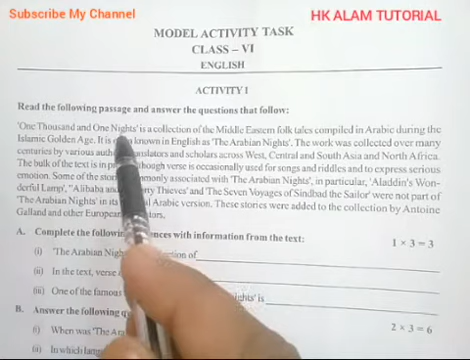 Subscribe My Channel
HK ALAM TUTORIAL
MODEL ACTIVITY TASK
CLASS – VI
ENGLISH
ACTIVITY 1
Read the following passage and answer the questions that follow:
'One Thousand and One Nights' is a collection of the Middle Eastern folk tales compiled in Arabic during the
Islamic Golden Age. It is known in English as 'The Arabian Nights'. The work was collected over many
centuries by various translators and scholars across West, Central and South Asia and North Africa.
The bulk of the text is in verse is occasionally used for songs and riddles and to express serious
emotion. Some of the commonly associated with 'The Arabian Nights', in particular, 'Aladdin's Won-
derful Lamp', 'Alibaba and Thieves' and 'The Seven Voyages of Sindbad the Sailor' were not part of
'The Arabian Nights' in its Arabic version. These stories were added to the collection by Antoine
Galland and other European
A. Complete the with information from the text:
1 × 3 = 3
(i) 'The Arabian of
(ii) In the text,
(iii) One of the is
B. Answer the following
2 × 3 = 6
(i) When was 'The
(ii) In which